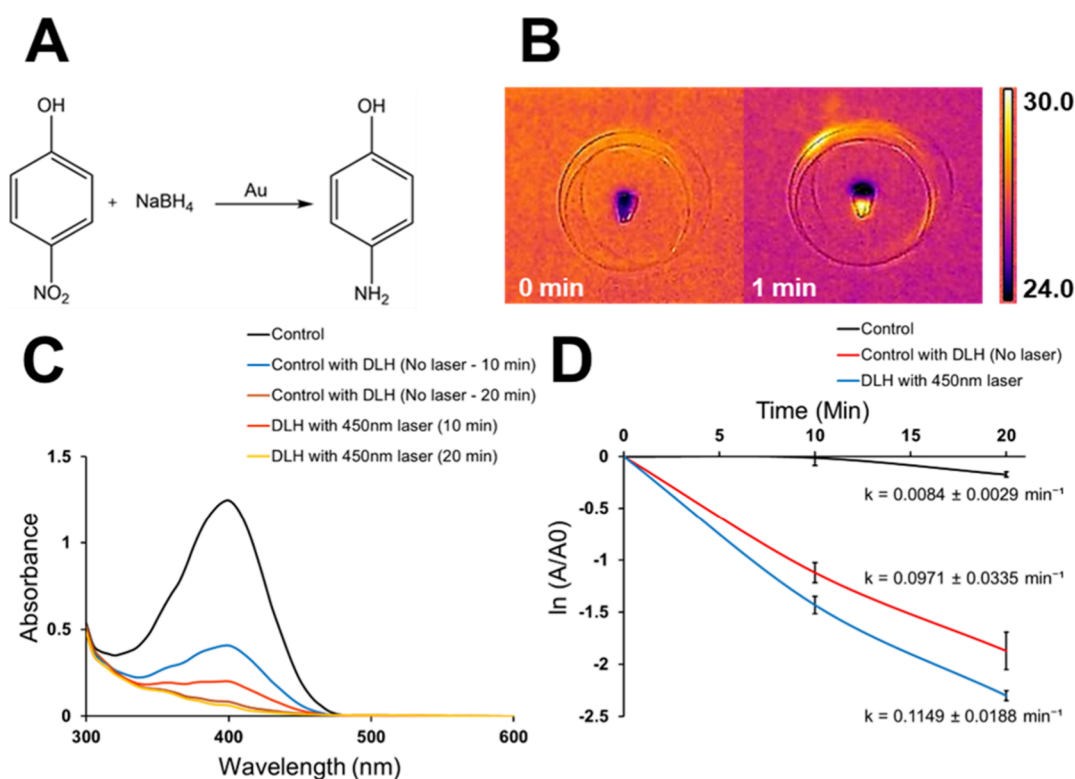 A
B
OH
OH
+ NaBH₄
Au
NO₂
NH₂
0 min
1 min
30.0
24.0
C
Control
Control with DLH (No laser - 10 min)
Control with DLH (No laser - 20 min)
DLH with 450nm laser (10 min)
DLH with 450nm laser (20 min)
1.5
1
0.5
0
300
400
500
600
Absorbance
Wavelength (nm)
D
Control
Control with DLH (No laser)
DLH with 450nm laser
Time (Min)
0
5
10
15
20
0
-0.5
-1
-1.5
-2
-2.5
ln (A/A0)
k = 0.0084 ± 0.0029 min⁻¹
k = 0.0971 ± 0.0335 min⁻¹
k = 0.1149 ± 0.0188 min⁻¹